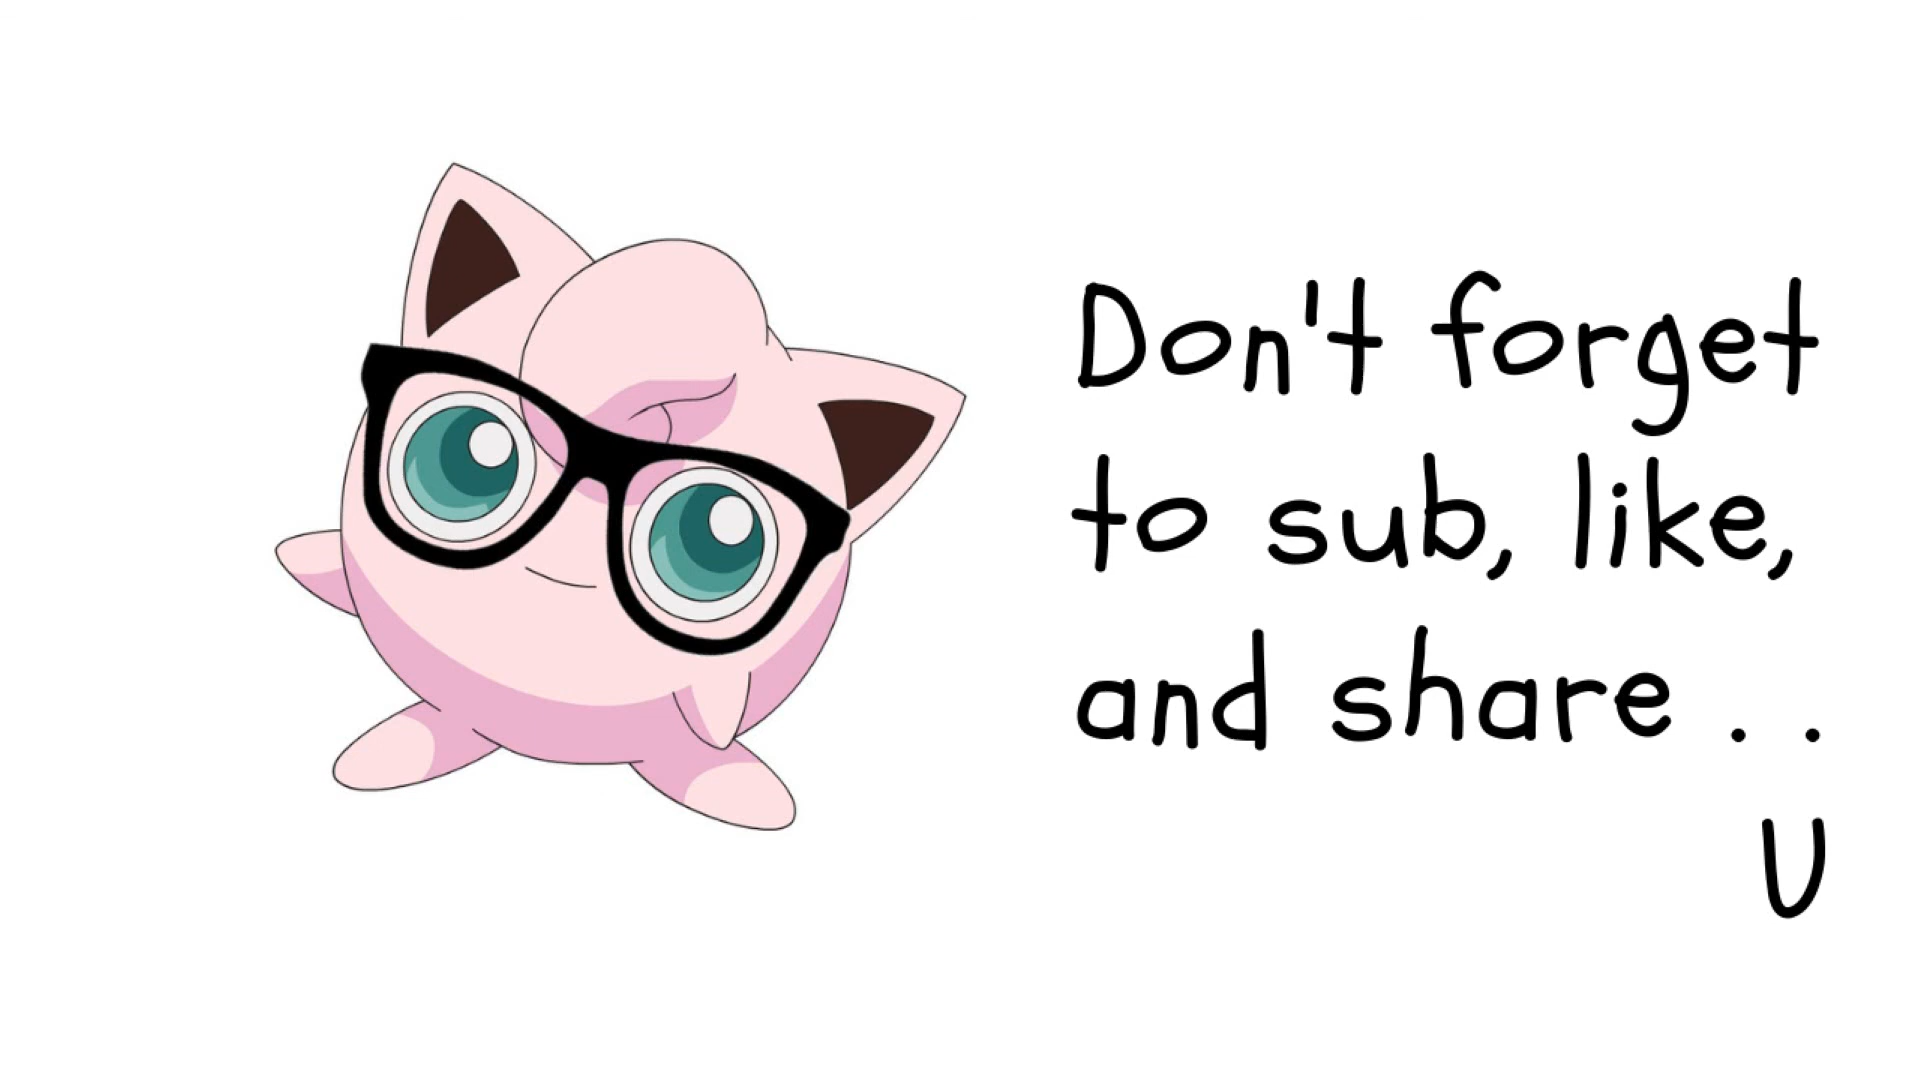 Don't forget
to sub, like,
and share . .
U